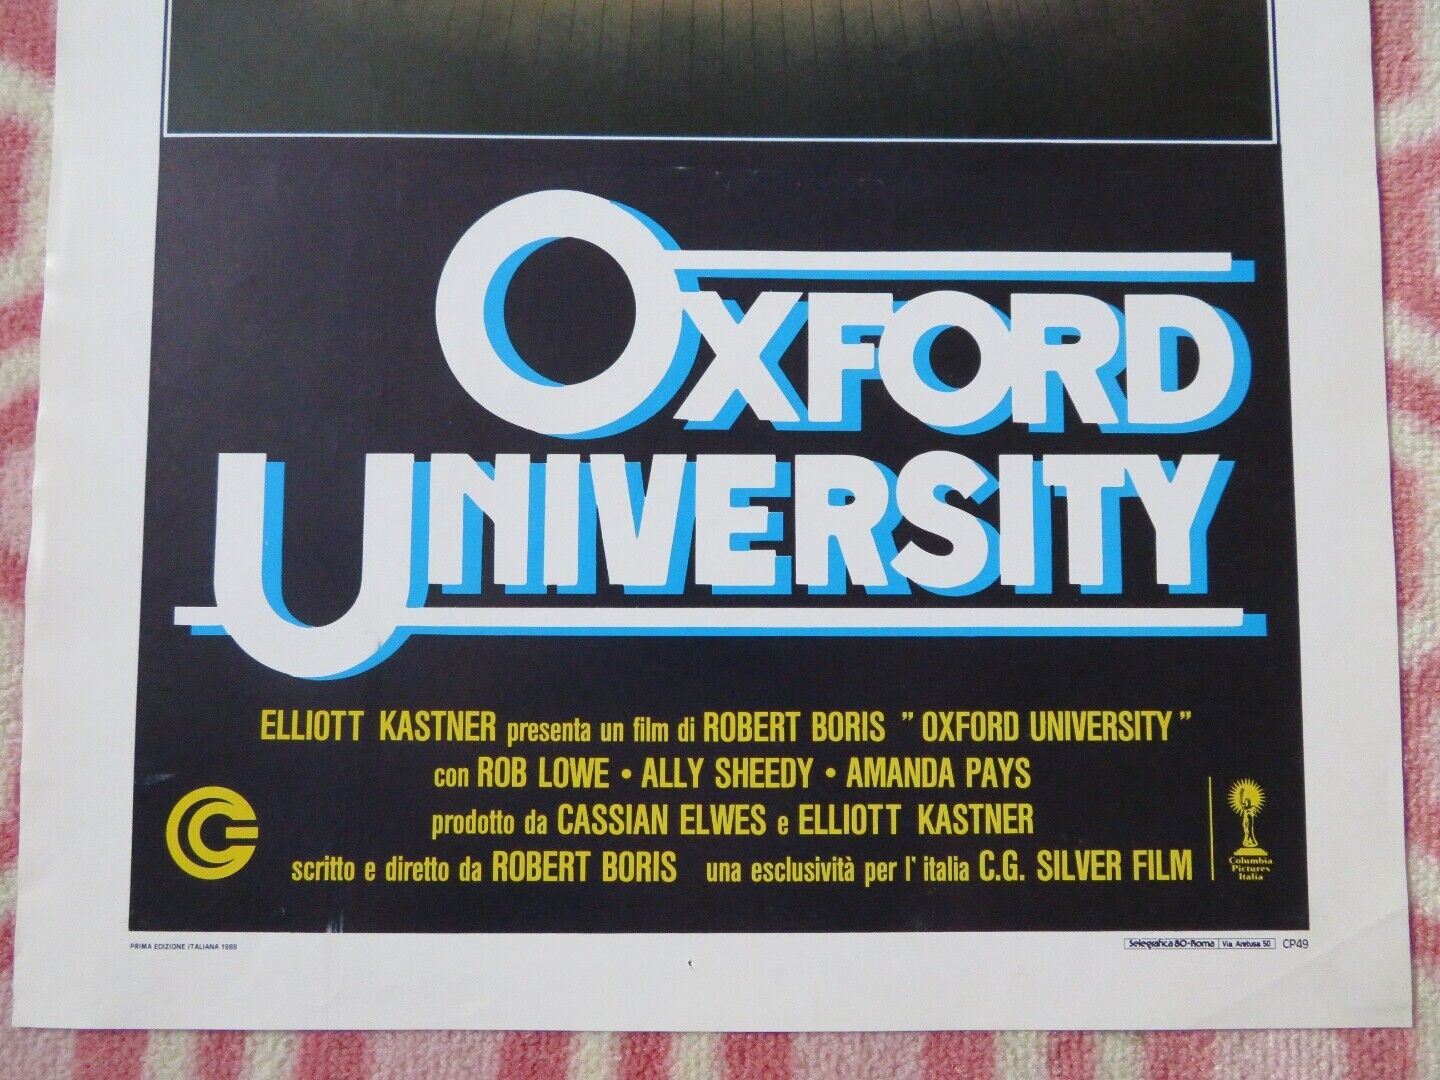 OXFORD
UNIVERSITY
ELLIOTT KASTNER presenta un film di ROBERT BORIS " OXFORD UNIVERSITY "
con ROB LOWE • ALLY SHEEDY • AMANDA PAYS
prodotto da CASSIAN ELWES e ELLIOTT KASTNER
scritto e diretto da ROBERT BORIS una esclusività per l' italia C.G. SILVER FILM
Columbia
Pictures
Italia
PRIMA EDIZIONE ITALIANA 1988
Selegrafica 80-Roma Via Aretusa 50 CP49